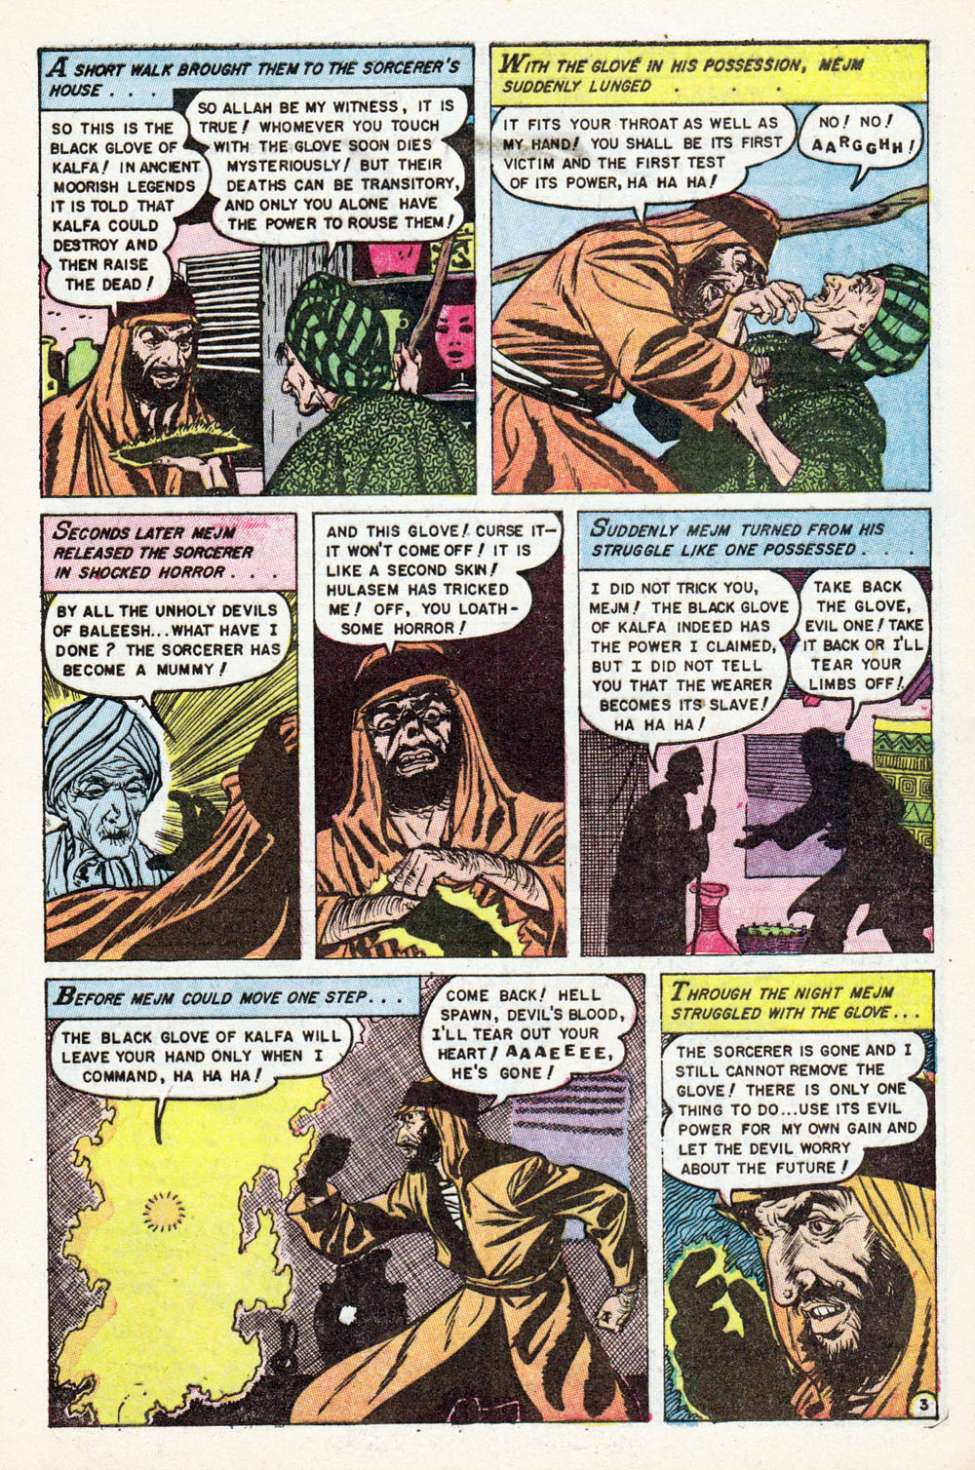 A SHORT WALK BROUGHT THEM TO THE SORCERER'S
HOUSE . . .
SO THIS IS THE
BLACK GLOVE OF
KALFA! IN ANCIENT
MOORISH LEGENDS
IT IS TOLD THAT
KALFA COULD
DESTROY AND
THEN RAISE
THE DEAD!
SO ALLAH BE MY WITNESS, IT IS
TRUE! WHOMEVER YOU TOUCH
WITH THE GLOVE SOON DIES
MYSTERIOUSLY! BUT THEIR
DEATHS CAN BE TRANSITORY,
AND ONLY YOU ALONE HAVE
THE POWER TO ROUSE THEM!
WITH THE GLOVE IN HIS POSSESSION, MEJM
SUDDENLY LUNGED . . . .
IT FITS YOUR THROAT AS WELL AS
MY HAND! YOU SHALL BE ITS FIRST
VICTIM AND THE FIRST TEST
OF ITS POWER, HA HA HA!
NO! NO!
AARGGHH!
SECONDS LATER MEJM
RELEASED THE SORCERER
IN SHOCKED HORROR . . .
BY ALL THE UNHOLY DEVILS
OF BALEESH...WHAT HAVE I
DONE? THE SORCERER HAS
BECOME A MUMMY!
AND THIS GLOVE! CURSE IT—
IT WON'T COME OFF! IT IS
LIKE A SECOND SKIN!
HULASEM HAS TRICKED
ME! OFF, YOU LOATH-
SOME HORROR!
SUDDENLY MEJM TURNED FROM HIS
STRUGGLE LIKE ONE POSSESSED . . .
I DID NOT TRICK YOU,
MEJM! THE BLACK GLOVE
OF KALFA INDEED HAS
THE POWER I CLAIMED,
BUT I DID NOT TELL
YOU THAT THE WEARER
BECOMES ITS SLAVE!
HA HA HA!
TAKE BACK
THE GLOVE,
EVIL ONE! TAKE
IT BACK OR I'LL
TEAR YOUR
LIMBS OFF!
BEFORE MEJM COULD MOVE ONE STEP...
THE BLACK GLOVE OF KALFA WILL
LEAVE YOUR HAND ONLY WHEN I
COMMAND, HA HA HA!
COME BACK! HELL
SPAWN, DEVIL'S BLOOD,
I'LL TEAR OUT YOUR
HEART! AAAEEEE,
HE'S GONE!
THROUGH THE NIGHT MEJM
STRUGGLED WITH THE GLOVE...
THE SORCERER IS GONE AND I
STILL CANNOT REMOVE THE
GLOVE! THERE IS ONLY ONE
THING TO DO...USE ITS EVIL
POWER FOR MY OWN GAIN AND
LET THE DEVIL WORRY
ABOUT THE FUTURE!
3